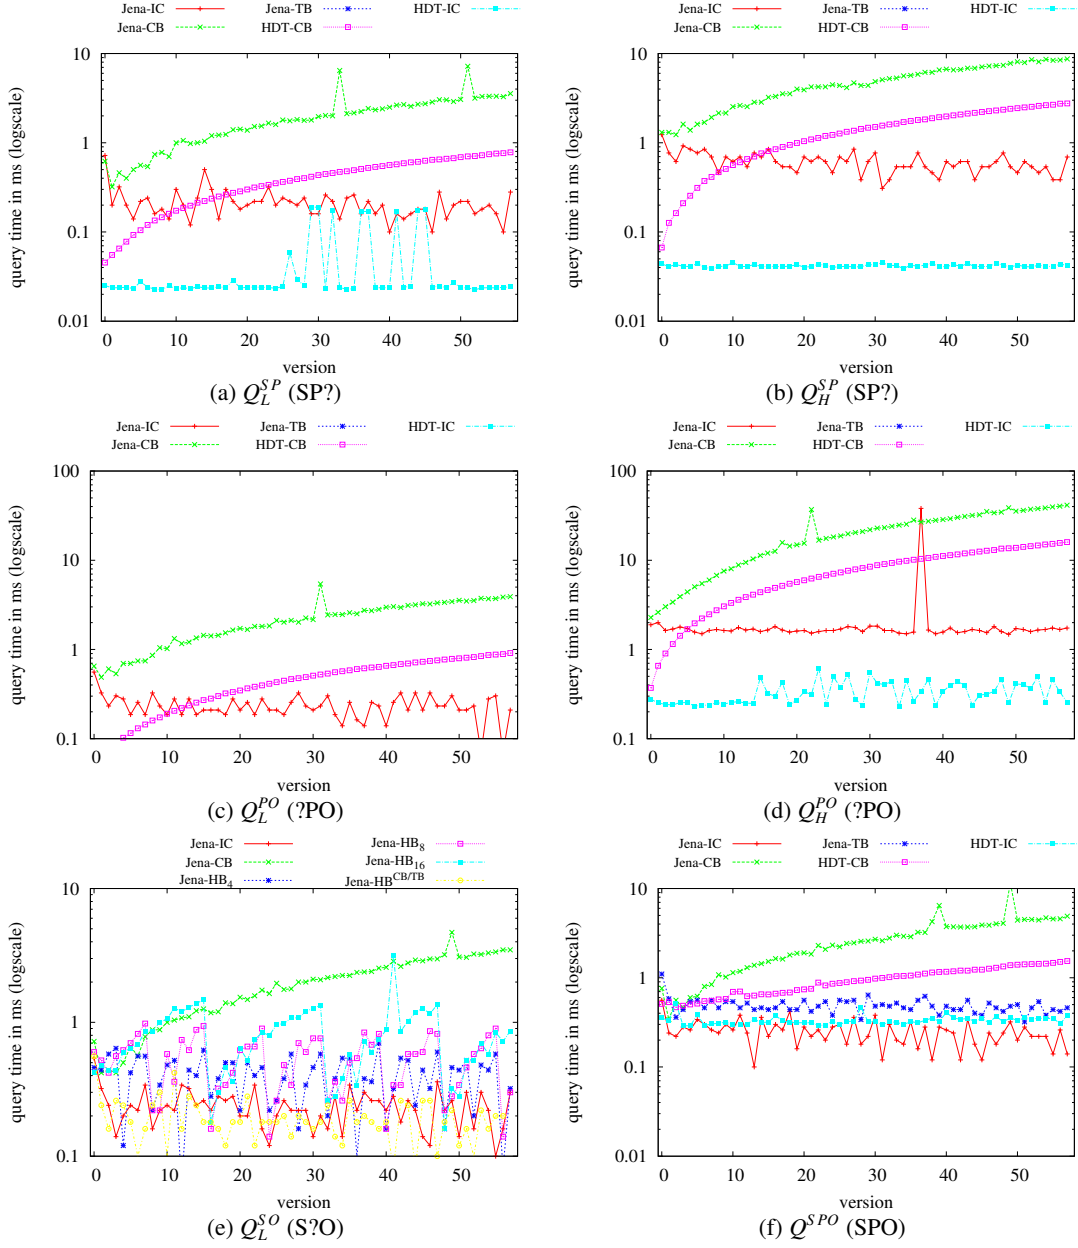 Jena-IC Jena-TB HDT-IC
Jena-CB HDT-CB
10
1
0.1
0.01
query time in ms (logscale)
0 10 20 30 40 50
version
(a) Q_L^{SP} (SP?)
Jena-IC Jena-TB HDT-IC
Jena-CB HDT-CB
10
1
0.1
0.01
query time in ms (logscale)
0 10 20 30 40 50
version
(b) Q_H^{SP} (SP?)
Jena-IC Jena-TB HDT-IC
Jena-CB HDT-CB
100
10
1
0.1
query time in ms (logscale)
0 10 20 30 40 50
version
(c) Q_L^{PO} (?PO)
Jena-IC Jena-TB HDT-IC
Jena-CB HDT-CB
100
10
1
0.1
query time in ms (logscale)
0 10 20 30 40 50
version
(d) Q_H^{PO} (?PO)
Jena-IC Jena-HB_8
Jena-CB Jena-HB_16
Jena-HB_4 Jena-HB^{CB/TB}
10
1
0.1
query time in ms (logscale)
0 10 20 30 40 50
version
(e) Q_L^{SO} (S?O)
Jena-IC Jena-TB HDT-IC
Jena-CB HDT-CB
10
1
0.1
0.01
query time in ms (logscale)
0 10 20 30 40 50
version
(f) Q^{SPO} (SPO)